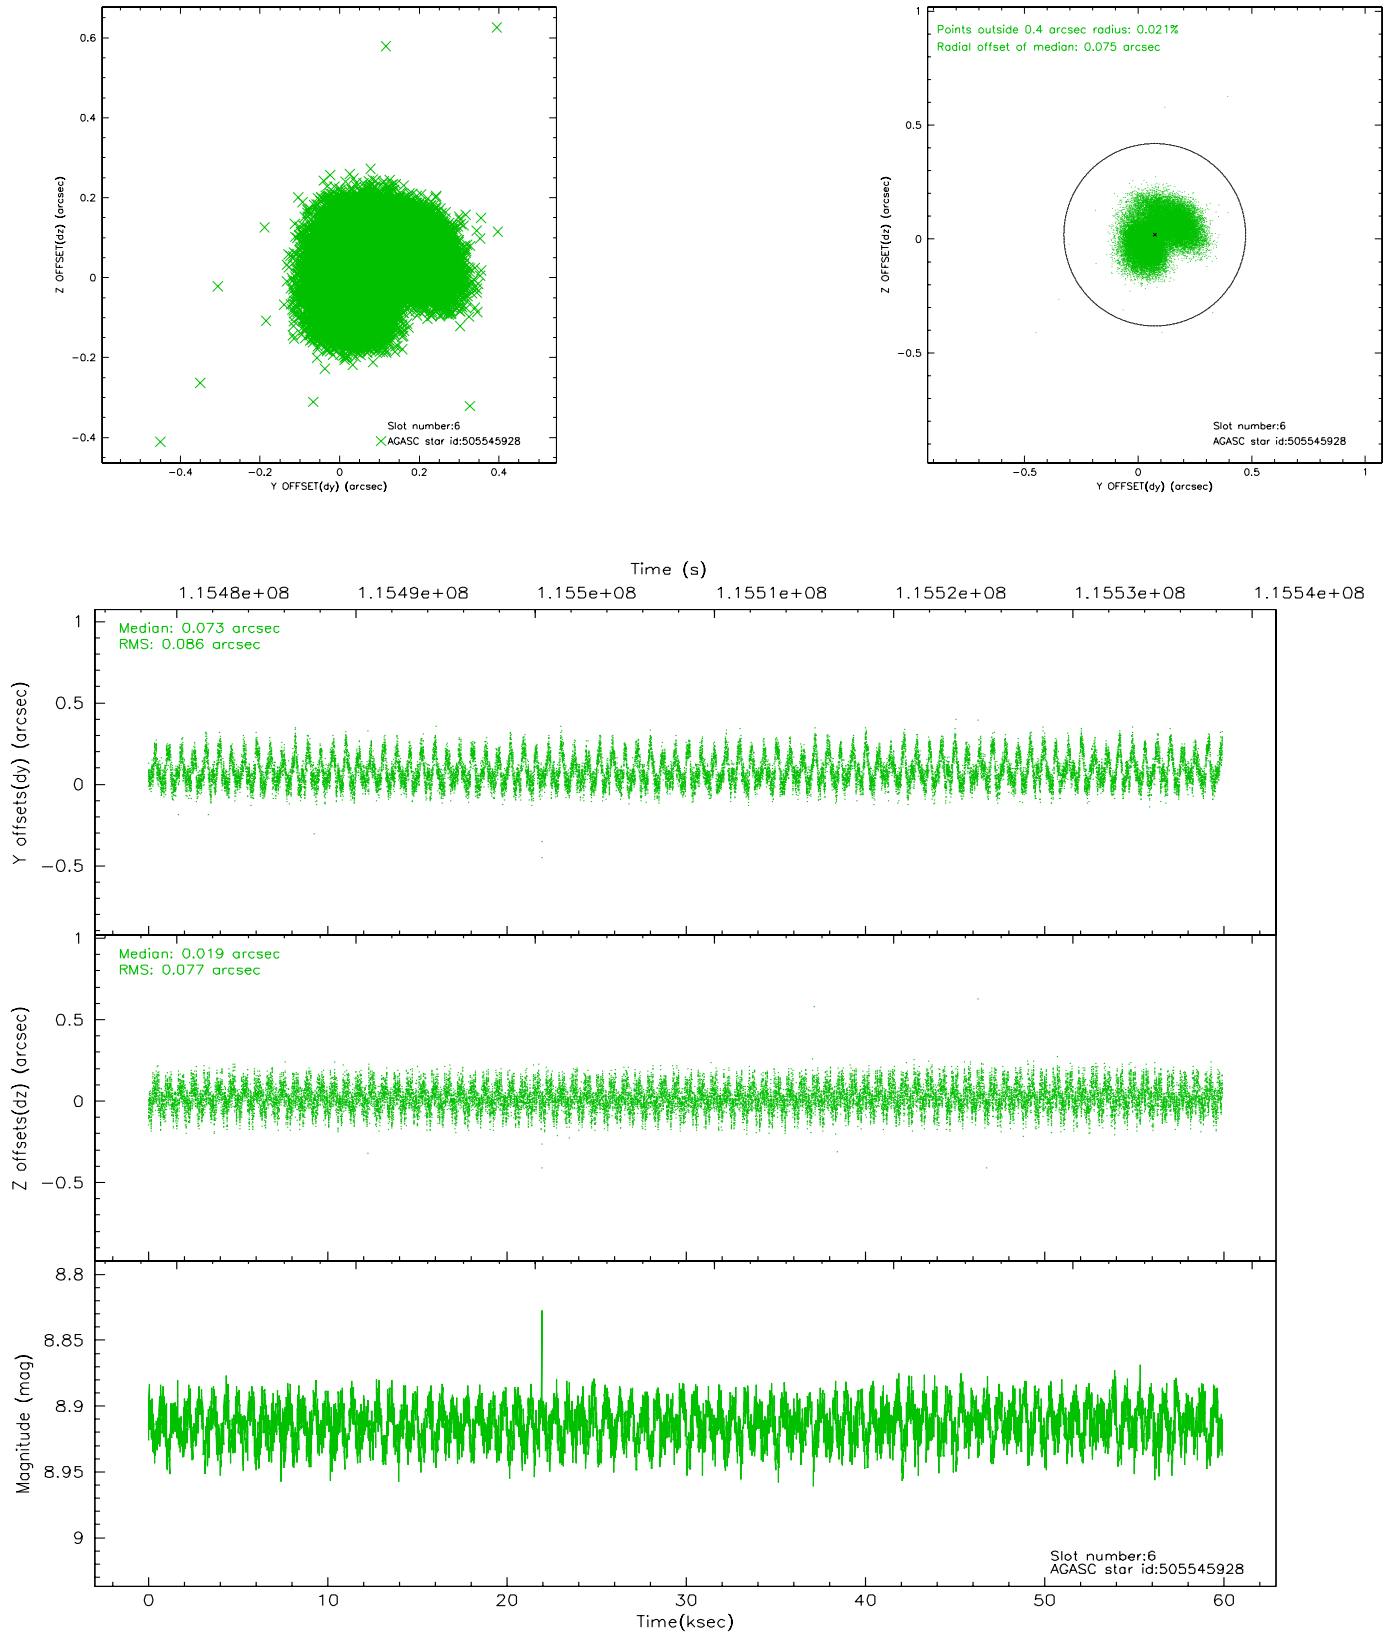 0.6
0.4
0.2
0
−0.2
−0.4
Z OFFSET(dz) (arcsec)
Slot number:6
AGASC star id:505545928
−0.4 −0.2 0 0.2 0.4
Y OFFSET(dy) (arcsec)
Points outside 0.4 arcsec radius: 0.021%
Radial offset of median: 0.075 arcsec
1
0.5
0
−0.5
Z OFFSET(dz) (arcsec)
Slot number:6
AGASC star id:505545928
−0.5 0 0.5 1
Y OFFSET(dy) (arcsec)
Time (s)
1.1548e+08 1.1549e+08 1.155e+08 1.1551e+08 1.1552e+08 1.1553e+08 1.1554e+08
Median: 0.073 arcsec
RMS: 0.086 arcsec
1
0.5
0
−0.5
Y offsets(dy) (arcsec)
Median: 0.019 arcsec
RMS: 0.077 arcsec
1
0.5
0
−0.5
Z offsets(dz) (arcsec)
8.8
8.85
8.9
8.95
9
Magnitude (mag)
Slot number:6
AGASC star id:505545928
0 10 20 30 40 50 60
Time(ksec)